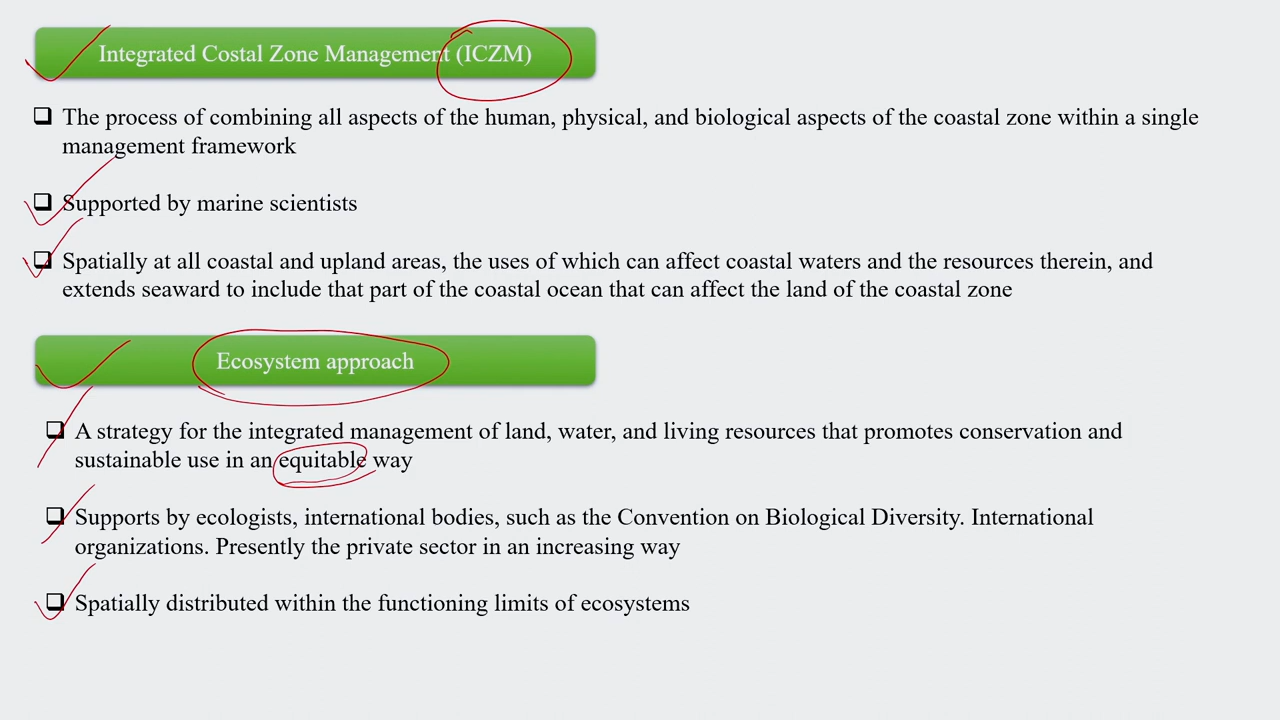 Integrated Costal Zone Management (ICZM)
❑ The process of combining all aspects of the human, physical, and biological aspects of the coastal zone within a single
management framework
❑ Supported by marine scientists
❑ Spatially at all coastal and upland areas, the uses of which can affect coastal waters and the resources therein, and
extends seaward to include that part of the coastal ocean that can affect the land of the coastal zone
Ecosystem approach
❑ A strategy for the integrated management of land, water, and living resources that promotes conservation and
sustainable use in an equitable way
❑ Supports by ecologists, international bodies, such as the Convention on Biological Diversity. International
organizations. Presently the private sector in an increasing way
❑ Spatially distributed within the functioning limits of ecosystems